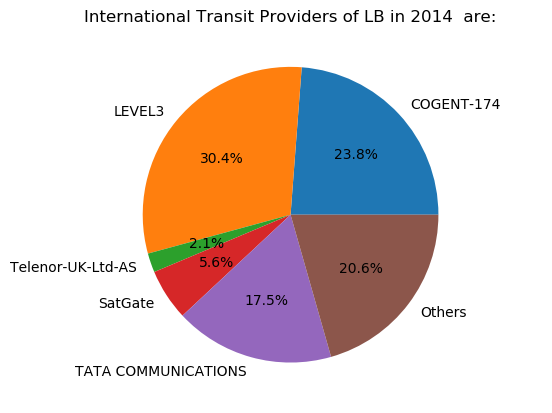 International Transit Providers of LB in 2014  are:
COGENT-174
LEVEL3
30.4%
23.8%
2.1%
5.6%
Telenor-UK-Ltd-AS
20.6%
SatGate
17.5%
Others
TATA COMMUNICATIONS